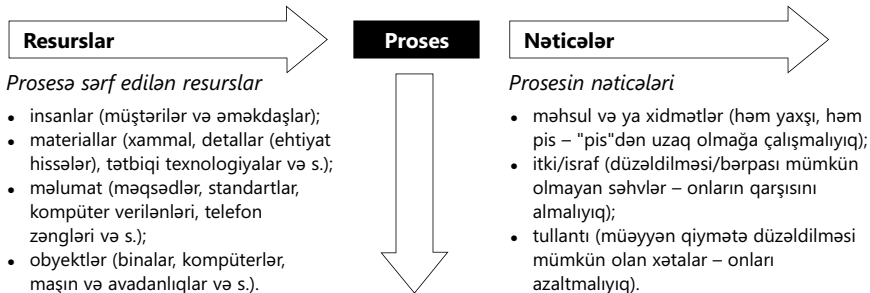 Resurslar
Proses
Nəticələr
Prosesə sərf edilən resurslar
• insanlar (müştərilər və əməkdaşlar);
• materiallar (xammal, detallar (ehtiyat
hissələr), tətbiqi texnologiyalar və s.);
• məlumat (məqsədlər, standartlar,
kompüter verilənləri, telefon
zəngləri və s.);
• obyektlər (binalar, kompüterlər,
maşın və avadanlıqlar və s.).
Prosesin nəticələri
• məhsul və ya xidmətlər (həm yaxşı, həm
pis – "pis"dən uzaq olmağa çalışmalıyıq);
• itki/israf (düzəldilməsi/bərpası mümkün
olmayan səhvlər – onların qarşısını
almalıyıq);
• tullantı (müəyyən qiymətə düzəldilməsi
mümkün olan xətalar – onları
azaltmalıyıq).